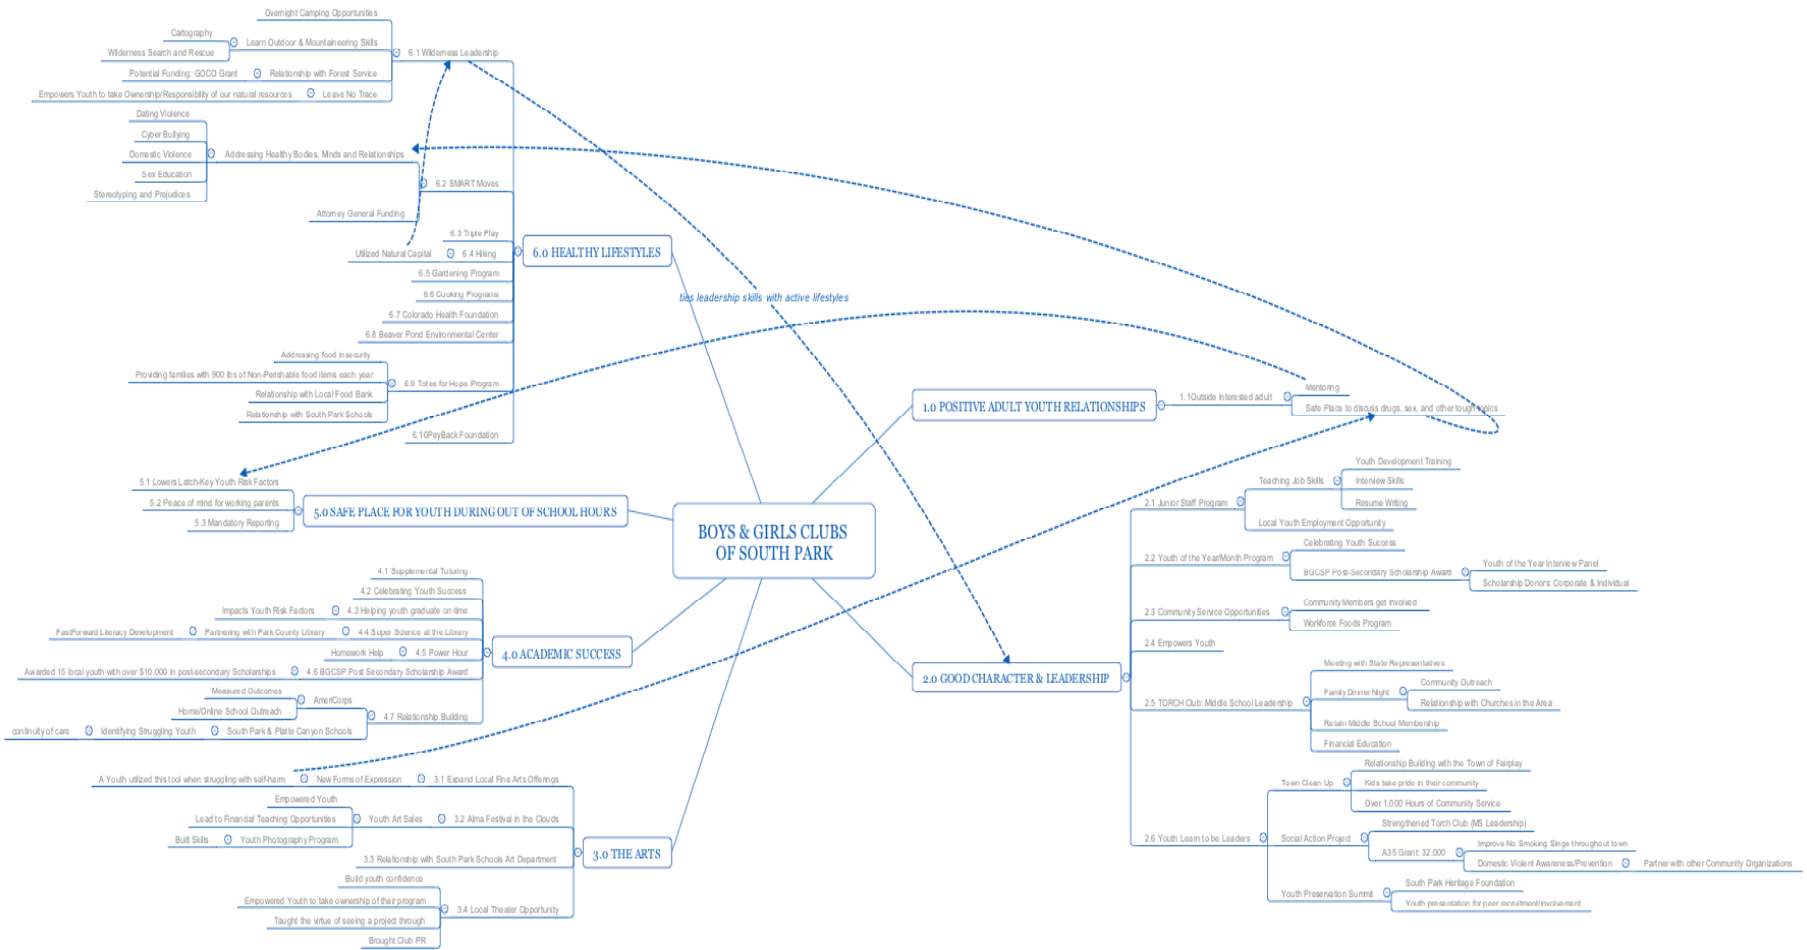 BOYS & GIRLS CLUBS
OF SOUTH PARK
1.0 POSITIVE ADULT YOUTH RELATIONSHIPS
1.1Outside interested adult
Mentoring
Safe Place to discuss drugs, sex, and other tough topics
2.0 GOOD CHARACTER & LEADERSHIP
2.1 Junior Staff Program
Teaching Job Skills
Youth Development Training
Interview Skills
Resume Writing
Local Youth Employment Opportunity
2.2 Youth of the Year/Month Program
Celebrating Youth Success
BGCSP Post-Secondary Scholarship Award
Youth of the Year Interview Panel
Scholarship Donors: Corporate & Individual
2.3 Community Service Opportunities
Community Members get involved
Workforce Foods Program
2.4 Empowers Youth
2.5 TORCH Club: Middle School Leadership
Meeting with State Representatives
Family Dinner Night
Community Outreach
Relationship with Churches in the Area
Retain Middle School Membership
Financial Education
2.6 Youth Learn to be Leaders
Town Clean Up
Relationship Building with the Town of Fairplay
Kids take pride in their community
Over 1,000 Hours of Community Service
Social Action Project
Strengthened Torch Club (MS Leadership)
A35 Grant: 32,000
Improve No Smoking Singe throughout town
Domestic Violent Awareness/Prevention
Partner with other Community Organizations
Youth Preservation Summit
South Park Heritage Foundation
Youth presentation for peer recruitment/involvement
3.0 THE ARTS
3.1 Expand Local Fine Arts Offerings
New Forms of Expression
A Youth utilized this tool when struggling with self-harm
3.2 Alma Festival in the Clouds
Youth Art Sales
Empowered Youth
Lead to Financial Teaching Opportunities
Youth Photography Program
Built Skills
3.3 Relationship with South Park Schools Art Department
3.4 Local Theater Opportunity
Build youth confidence
Empowered Youth to take ownership of their program
Taught the virtue of seeing a project through
Brought Club PR
4.0 ACADEMIC SUCCESS
4.1 Supplemental Tutoring
4.2 Celebrating Youth Success
4.3 Helping youth graduate on-time
Impacts Youth Risk Factors
4.4 Super Science at the Library
Partnering with Park County Library
FastForward Literacy Development
4.5 Power Hour
Homework Help
4.6 BGCSP Post Secondary Scholarship Award
Awarded 15 local youth with over $10,000 in post-secondary Scholarships
4.7 Relationship Building
AmeriCorps
Measured Outcomes
Home/Online School Outreach
South Park & Platte Canyon Schools
Identifying Struggling Youth
continuity of care
5.0 SAFE PLACE FOR YOUTH DURING OUT OF SCHOOL HOURS
5.1 Lowers Latch-Key Youth Risk Factors
5.2 Peace of mind for working parents
5.3 Mandatory Reporting
6.0 HEALTHY LIFESTYLES
6.1 Wilderness Leadership
Overnight Camping Opportunities
Learn Outdoor & Mountaineering Skills
Cartography
Wilderness Search and Rescue
Relationship with Forest Service
Potential Funding: GOCO Grant
Leave No Trace
Empowers Youth to take Ownership/Responsibility of our natural resources
6.2 SMART Moves
Addressing Healthy Bodies, Minds and Relationships
Dating Violence
Cyber Bullying
Domestic Violence
Sex Education
Stereotyping and Prejudices
Attorney General Funding
6.3 Triple Play
6.4 Hiking
Utilized Natural Capital
6.5 Gardening Program
6.6 Cooking Programs
6.7 Colorado Health Foundation
6.8 Beaver Pond Environmental Center
6.9 Totes for Hope Program
Addressing food insecurity
Providing families with 900 lbs of Non-Perishable food items each year
Relationship with Local Food Bank
Relationship with South Park Schools
6.10PeyBack Foundation
ties leadership skills with active lifestyles